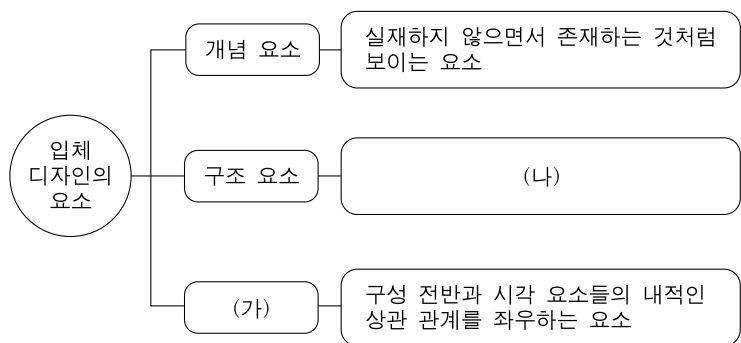 개념 요소
실재하지 않으면서 존재하는 것처럼
보이는 요소
입체
디자인의
요소
구조 요소
(나)
(가)
구성 전반과 시각 요소들의 내적인
상관 관계를 좌우하는 요소